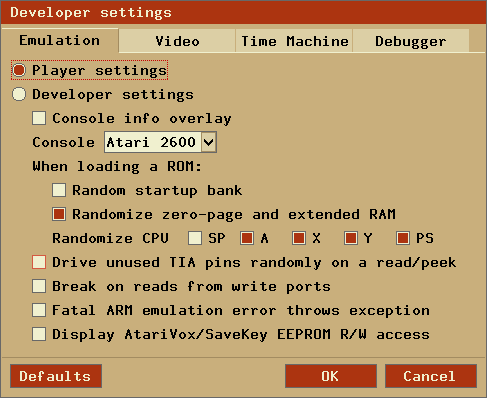 Developer settings
Emulation Video Time Machine Debugger
Player settings
Developer settings
Console info overlay
Console Atari 2600
When loading a ROM:
Random startup bank
Randomize zero-page and extended RAM
Randomize CPU SP A X Y PS
Drive unused TIA pins randomly on a read/peek
Break on reads from write ports
Fatal ARM emulation error throws exception
Display AtariVox/SaveKey EEPROM R/W access
Defaults OK Cancel